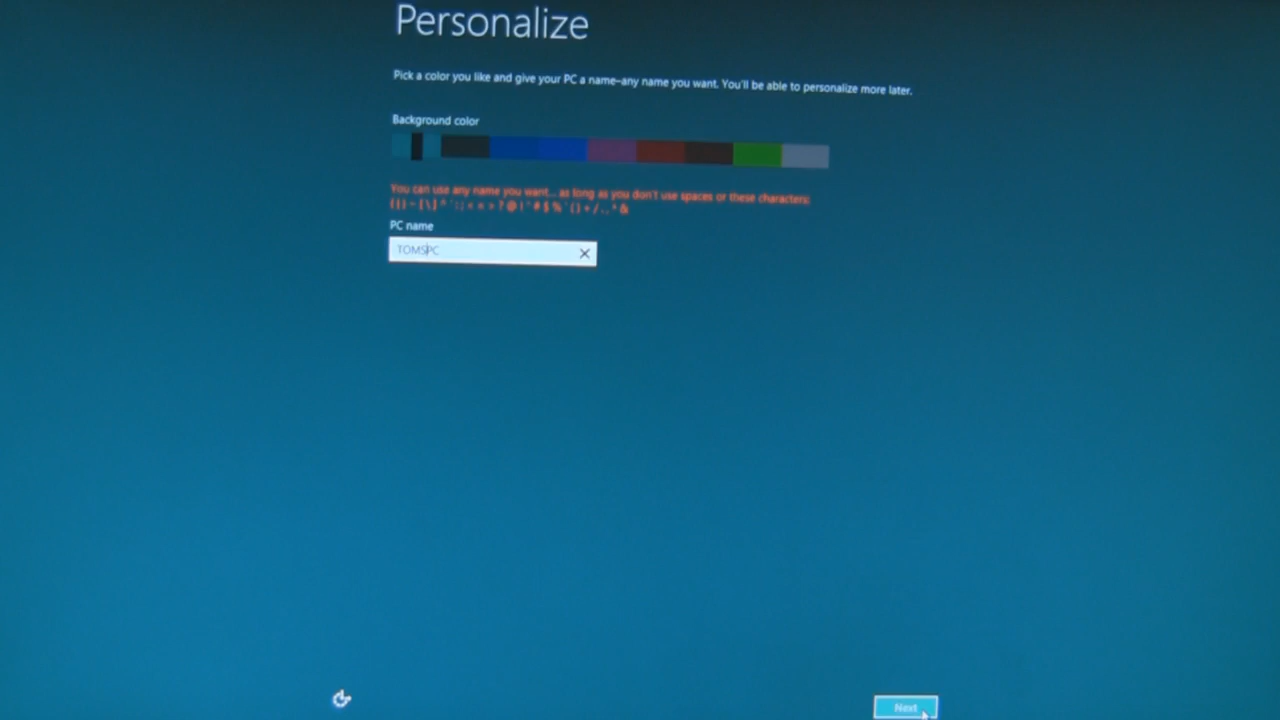 Personalize
Pick a color you like and give your PC a name–any name you want. You'll be able to personalize more later.
Background color
You can use any name you want... as long as you don't use spaces or these characters:
PC name
TOMSPC
Next